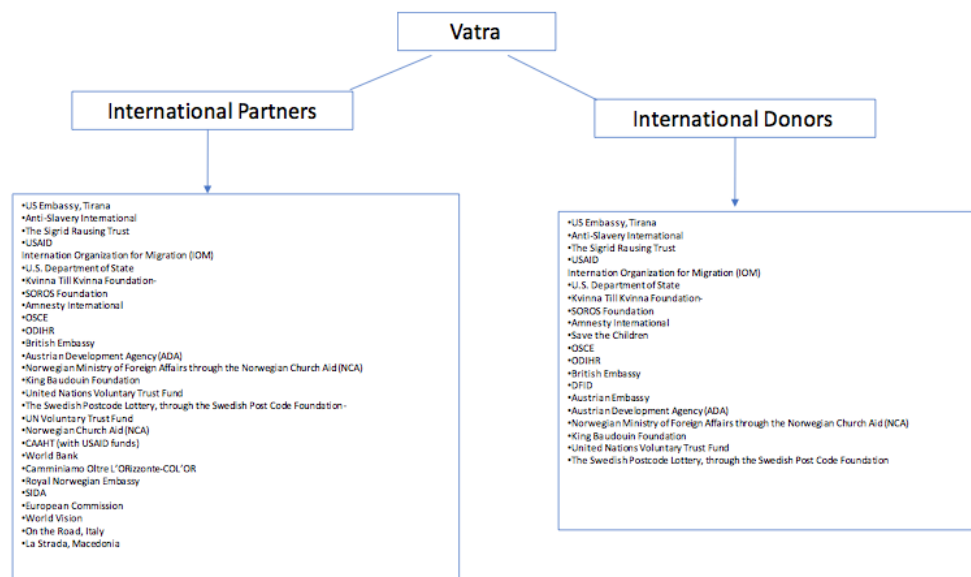 Vatra
International Partners
International Donors
•US Embassy, Tirana
•Anti-Slavery International
•The Sigrid Rausing Trust
•USAID
Internation Organization for Migration (IOM)
•U.S. Department of State
•Kvinna Till Kvinna Foundation-
•SOROS Foundation
•Amnesty International
•OSCE
•ODIHR
•British Embassy
•Austrian Development Agency (ADA)
•Norwegian Ministry of Foreign Affairs through the Norwegian Church Aid (NCA)
•King Baudouin Foundation
•United Nations Voluntary Trust Fund
•The Swedish Postcode Lottery, through the Swedish Post Code Foundation-
•UN Voluntary Trust Fund
•Norwegian Church Aid (NCA)
•CAAHT (with USAID funds)
•World Bank
•Camminiamo Oltre L'ORizzonte-COL'OR
•Royal Norwegian Embassy
•SIDA
•European Commission
•World Vision
•On the Road, Italy
•La Strada, Macedonia
•US Embassy, Tirana
•Anti-Slavery International
•The Sigrid Rausing Trust
•USAID
Internation Organization for Migration (IOM)
•U.S. Department of State
•Kvinna Till Kvinna Foundation-
•SOROS Foundation
•Amnesty International
•Save the Children
•OSCE
•ODIHR
•British Embassy
•DFID
•Austrian Embassy
•Austrian Development Agency (ADA)
•Norwegian Ministry of Foreign Affairs through the Norwegian Church Aid (NCA)
•King Baudouin Foundation
•United Nations Voluntary Trust Fund
•The Swedish Postcode Lottery, through the Swedish Post Code Foundation